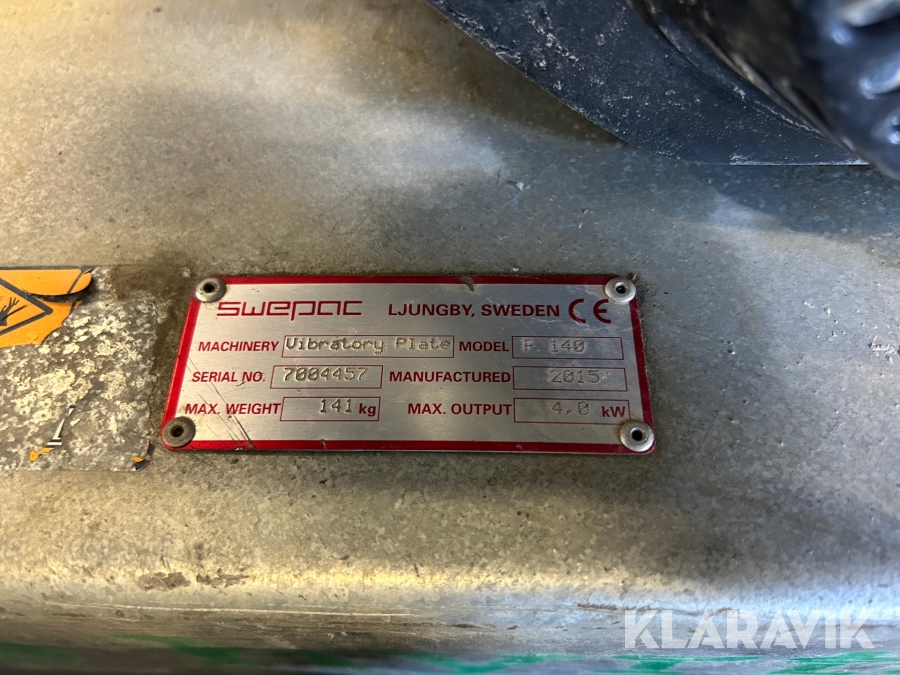 swepac LJUNGBY, SWEDEN CE
MACHINERY Vibratory Plate MODEL F 140
SERIAL NO. 7004457 MANUFACTURED 2015
MAX. WEIGHT 141 kg MAX. OUTPUT 4.0 kW
KLARAVIK